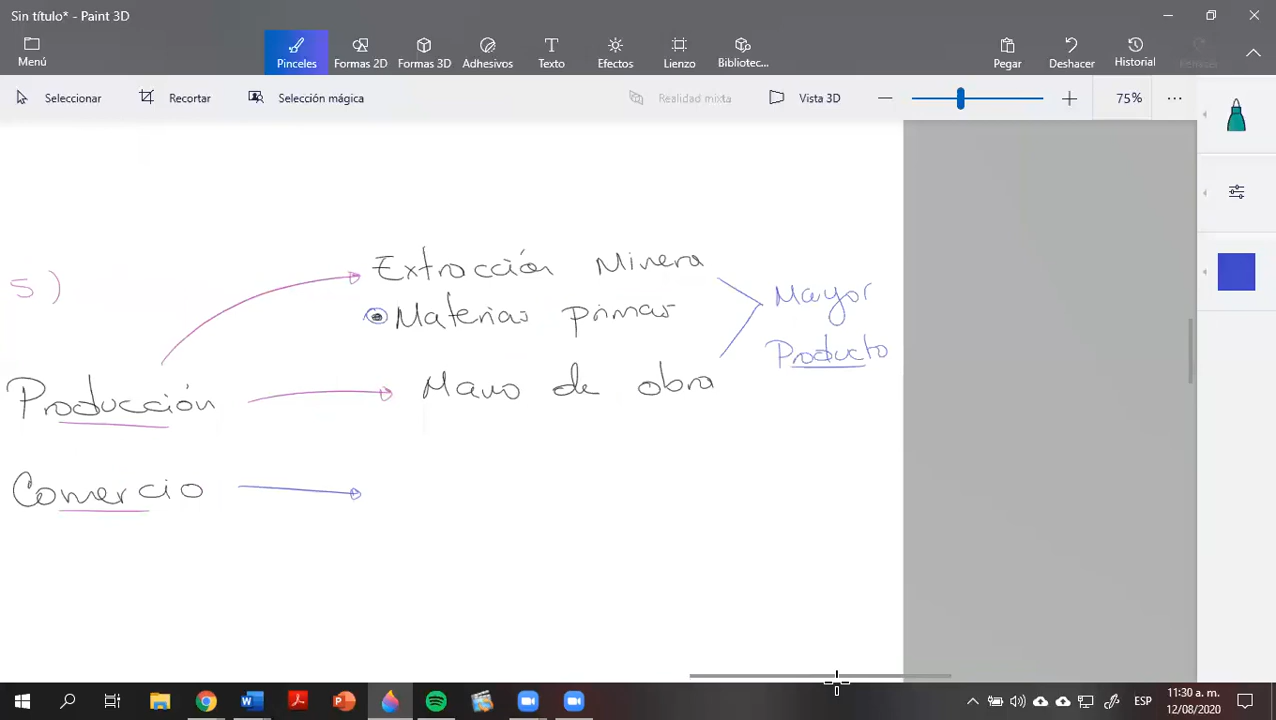 Sin título* - Paint 3D
Menú
Pinceles
Formas 2D
Formas 3D
Adhesivos
Texto
Efectos
Lienzo
Bibliotec...
Pegar
Deshacer
Historial
Rehacer
Seleccionar
Recortar
Selección mágica
Realidad mixta
Vista 3D
75%
5)
Extracción Minera
Materias primas
Mayor
Producto
Producción
Mano de obra
Comercio
ESP
11:30 a. m.
12/08/2020